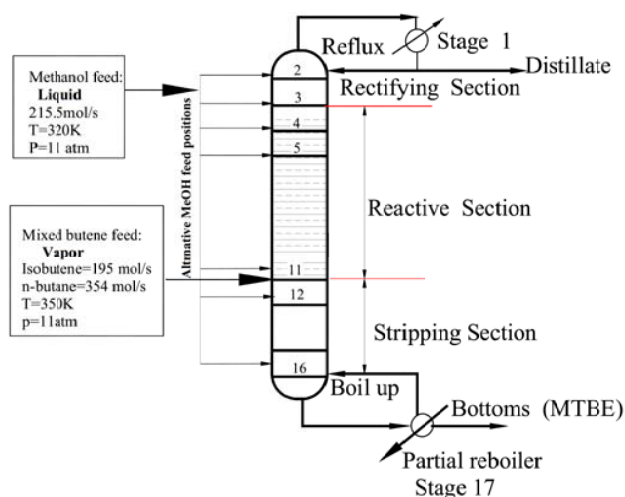 Reflux
Stage 1
Distillate
Rectifying Section
Methanol feed:
Liquid
215.5mol/s
T=320K
P=11 atm
Altmative MeOH feed positions
2
3
4
5
11
12
16
Reactive Section
Mixed butene feed:
Vapor
Isobutene=195 mol/s
n-butane=354 mol/s
T=350K
p=11atm
Stripping Section
Boil up
Bottoms (MTBE)
Partial reboiler
Stage 17